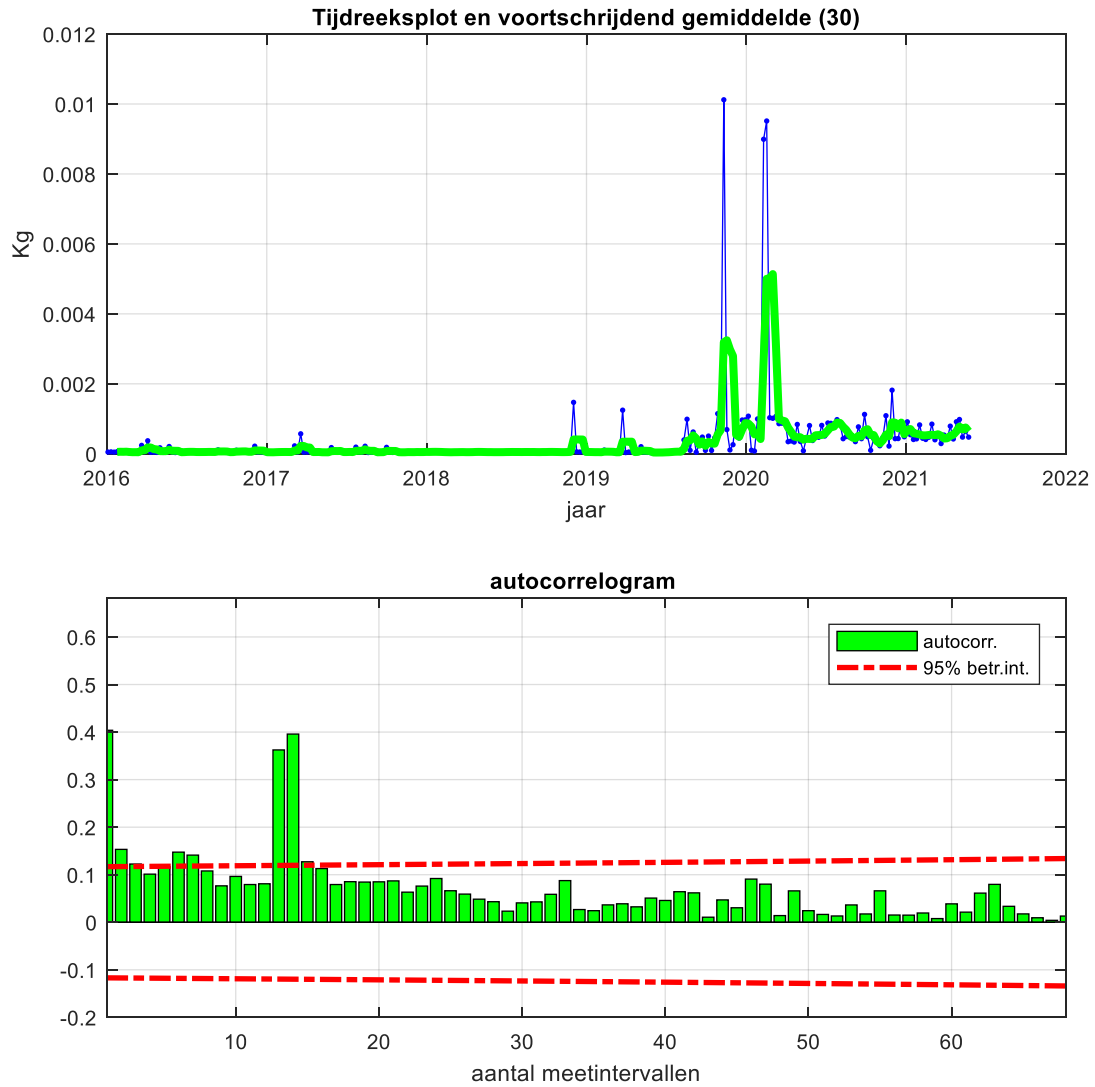 Tijdreeksplot en voortschrijdend gemiddelde (30)
0.012
0.01
0.008
0.006
0.004
0.002
0
Kg
2016 2017 2018 2019 2020 2021 2022
jaar
autocorrelogram
0.6
0.5
0.4
0.3
0.2
0.1
0
-0.1
-0.2
autocorr.
95% betr.int.
10 20 30 40 50 60
aantal meetintervallen